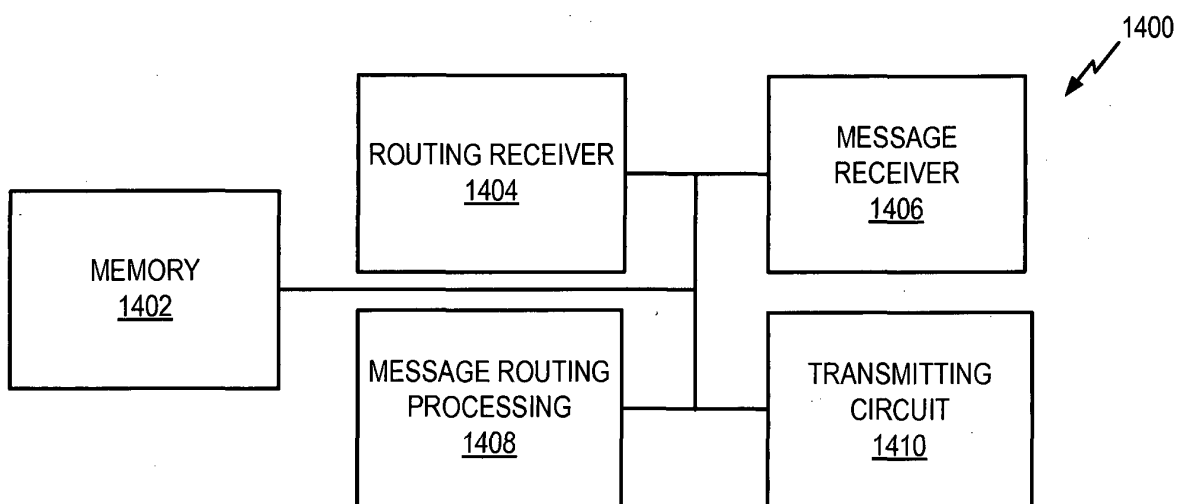 1400
ROUTING RECEIVER
1404
MESSAGE
RECEIVER
1406
MEMORY
1402
MESSAGE ROUTING
PROCESSING
1408
TRANSMITTING
CIRCUIT
1410